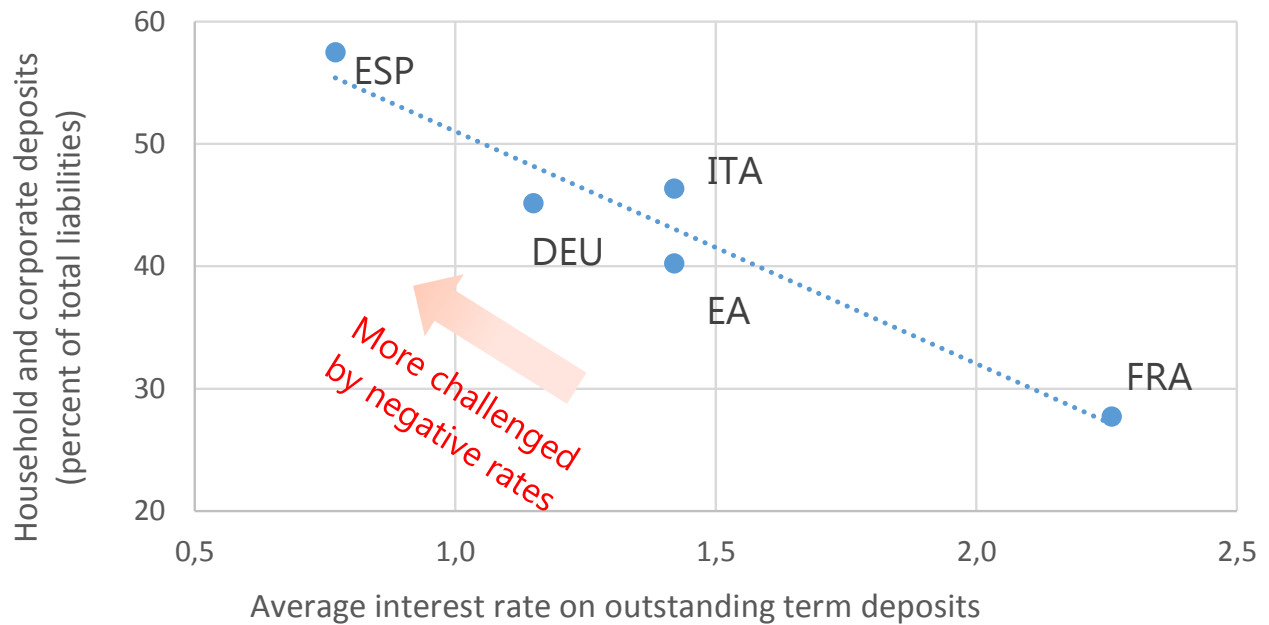 Household and corporate deposits
(percent of total liabilities)
60
50
40
30
20
ESP
ITA
DEU
EA
FRA
More challenged
by negative rates
0,5
1,0
1,5
2,0
2,5
Average interest rate on outstanding term deposits